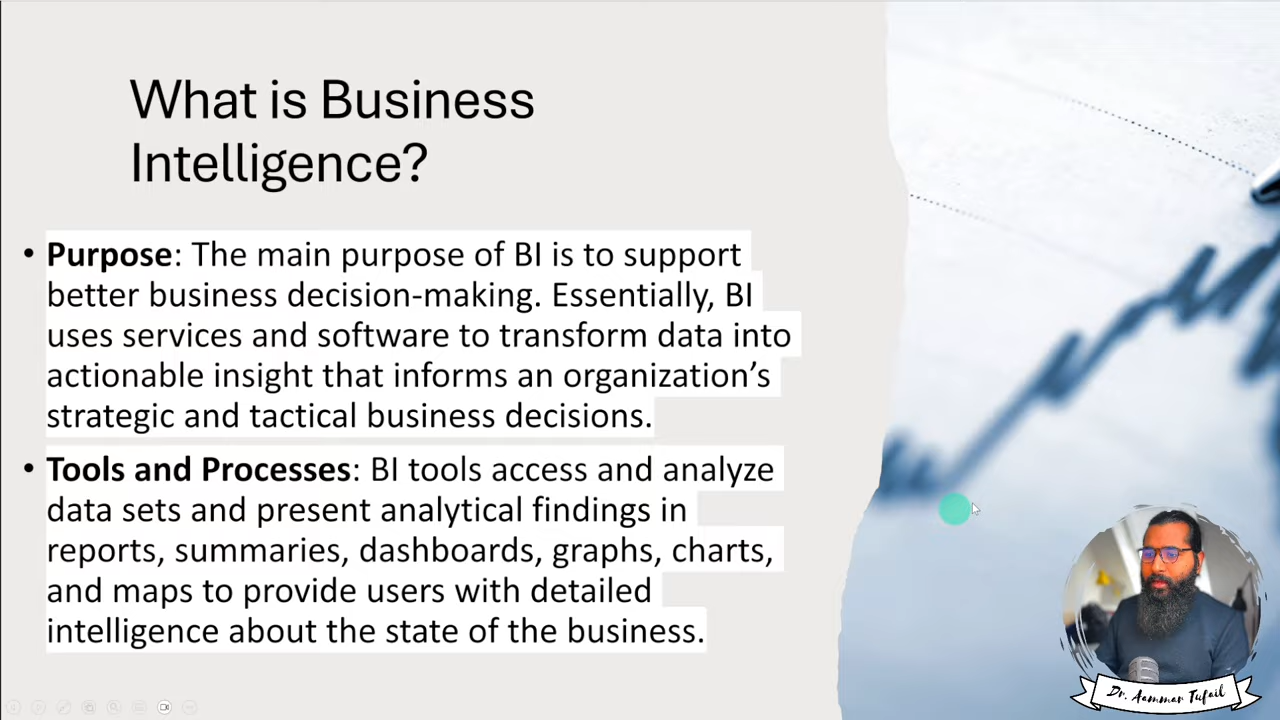 What is Business
Intelligence?
• Purpose: The main purpose of BI is to support
better business decision-making. Essentially, BI
uses services and software to transform data into
actionable insight that informs an organization’s
strategic and tactical business decisions.
• Tools and Processes: BI tools access and analyze
data sets and present analytical findings in
reports, summaries, dashboards, graphs, charts,
and maps to provide users with detailed
intelligence about the state of the business.
Dr. Aammar Tufail